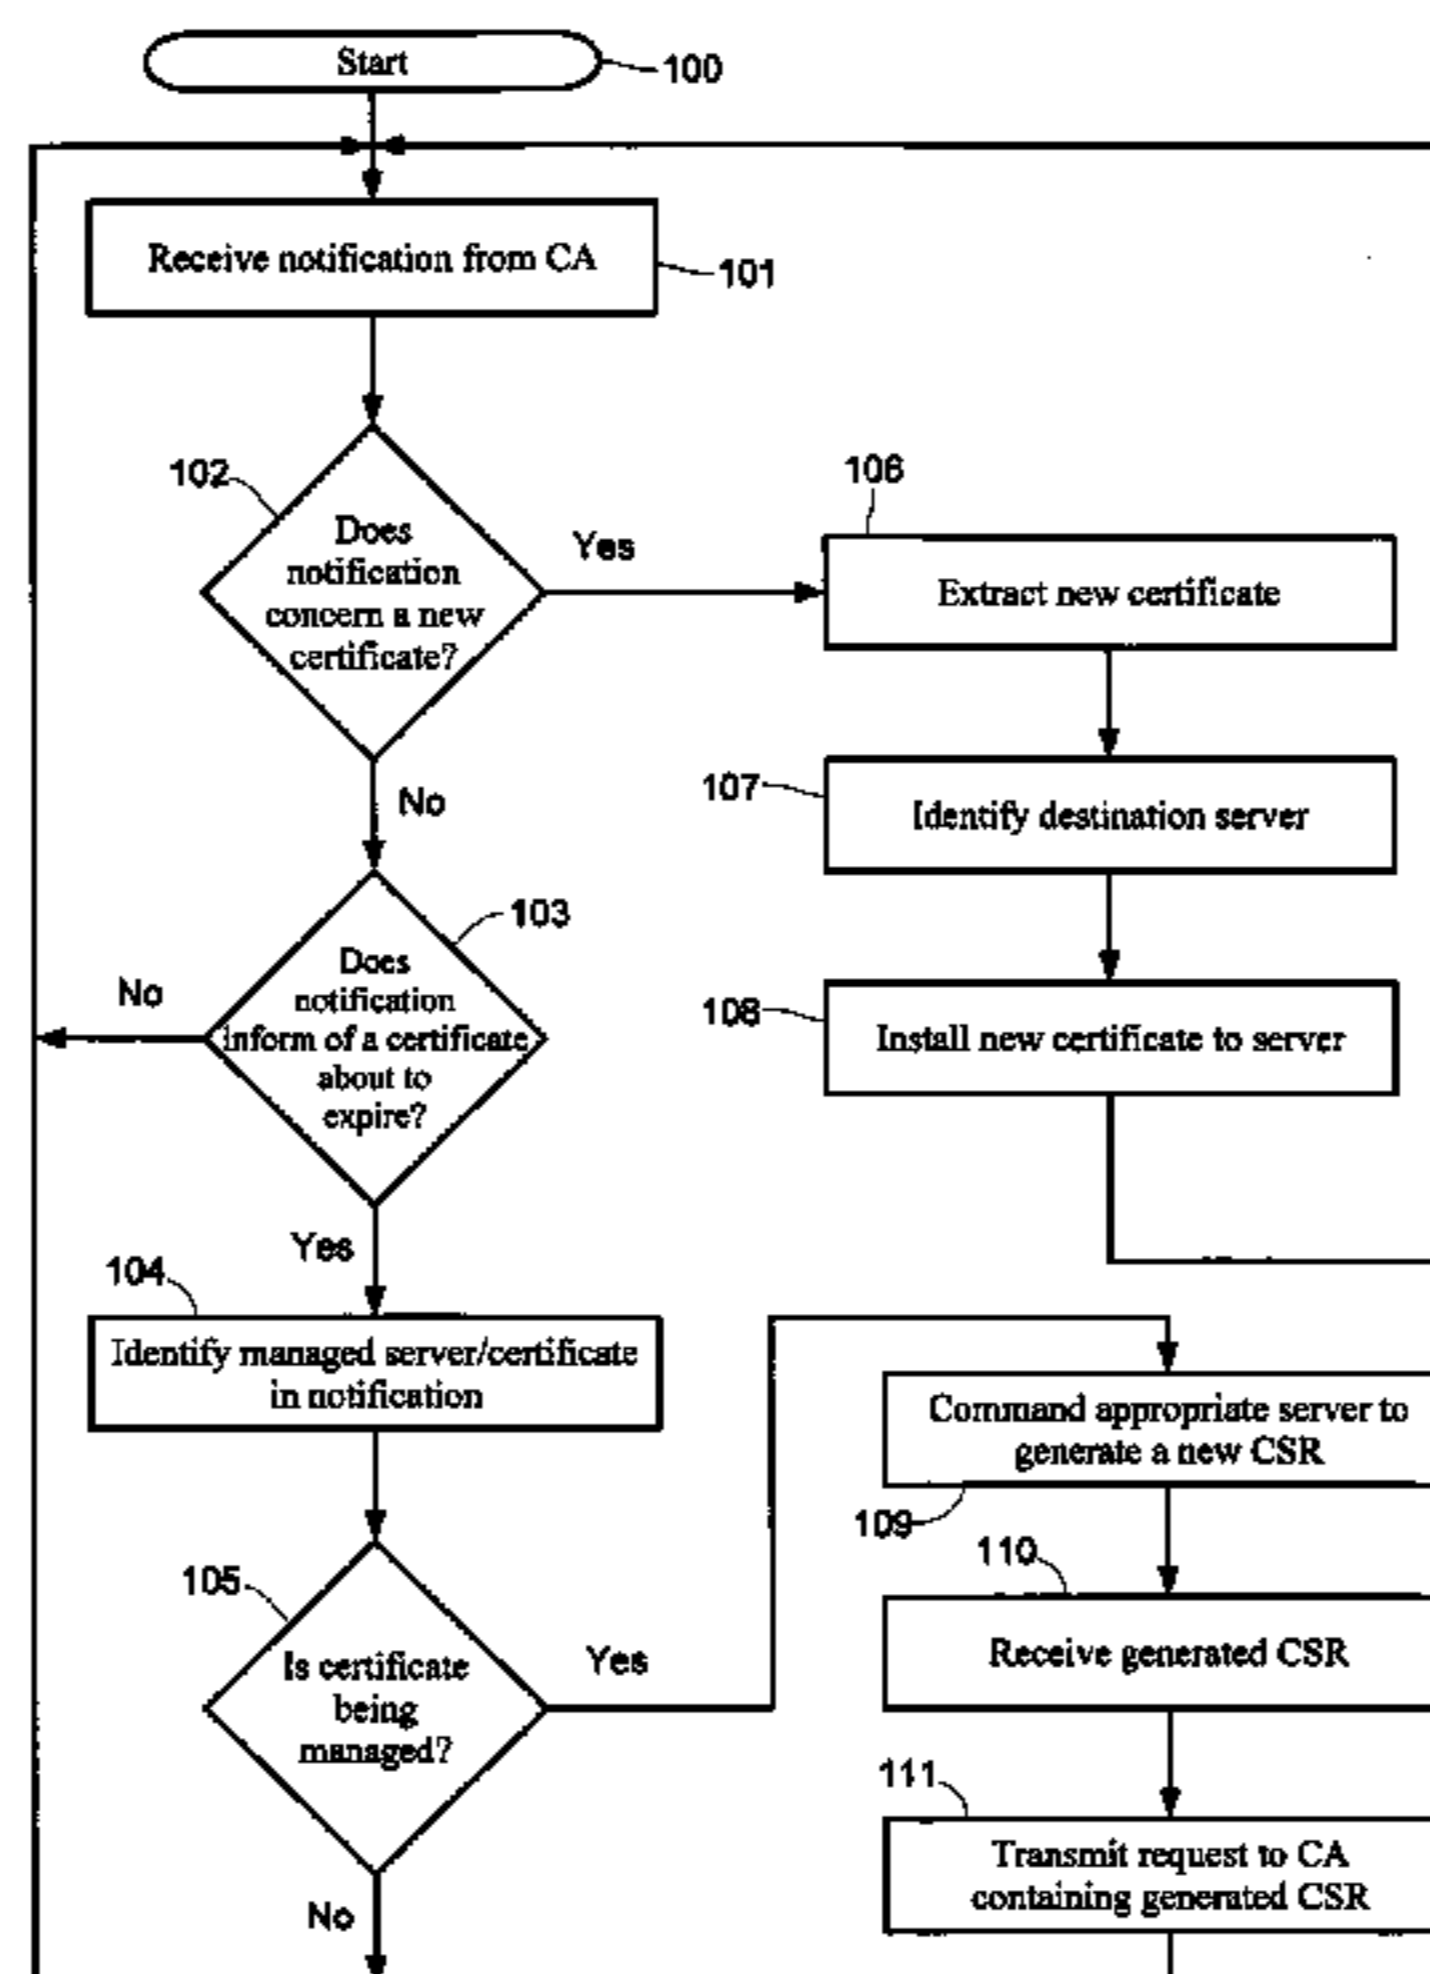 Start
100
Receive notification from CA
101
102
Does
notification
concern a new
certificate?
Yes
106
Extract new certificate
No
107
Identify destination server
103
Does
notification
inform of a certificate
about to
expire?
No
108
Install new certificate to server
Yes
104
Identify managed server/certificate
in notification
Command appropriate server to
generate a new CSR
109
105
Is certificate
being
managed?
Yes
110
Receive generated CSR
111
Transmit request to CA
containing generated CSR
No